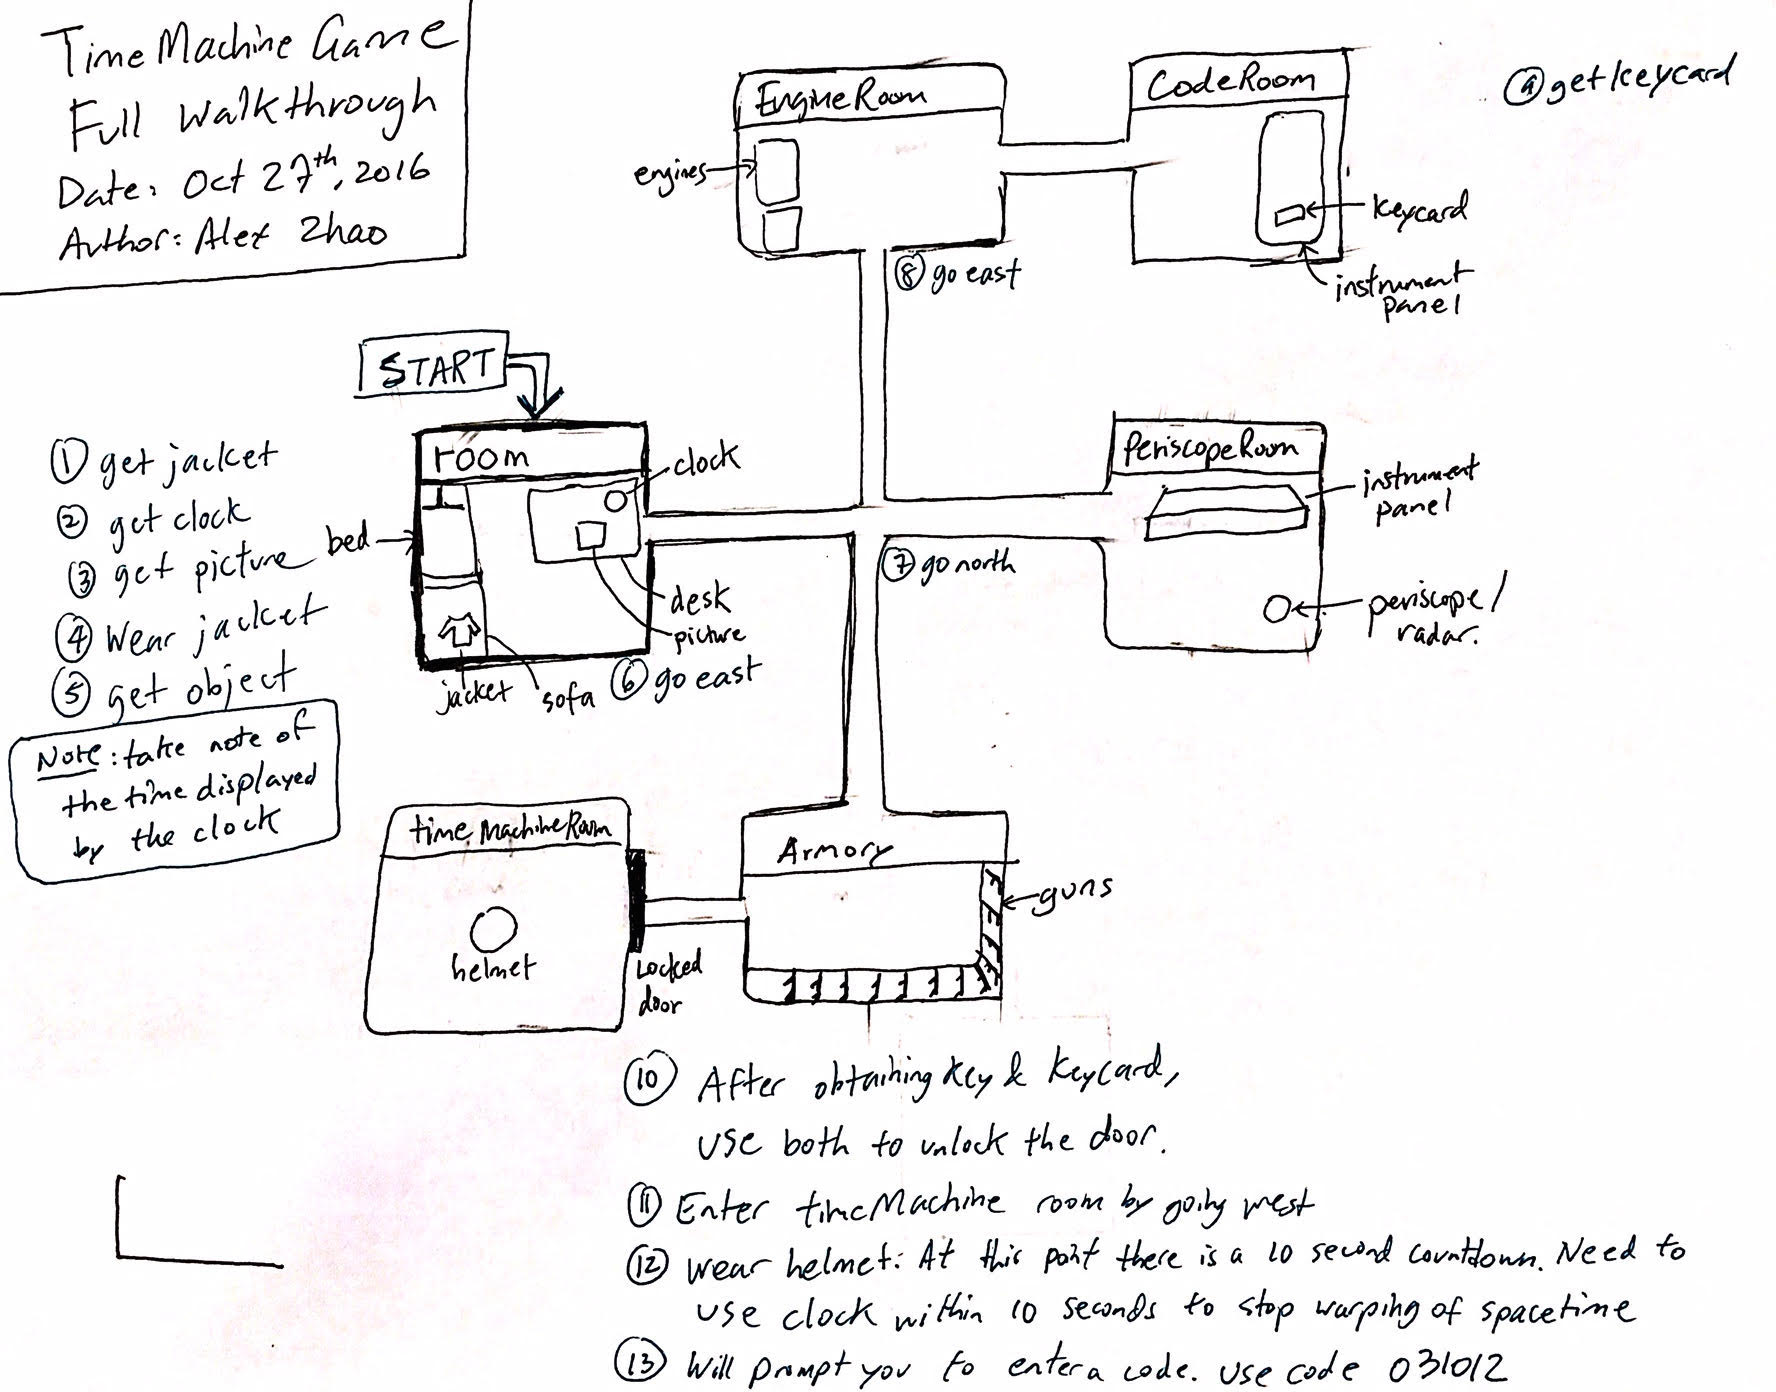 Time Machine Game
Full Walkthrough
Date: Oct 27th, 2016
Author: Alex Zhao
EngineRoom
engines
CodeRoom
keycard
instrument
panel
⑨ get keycard
⑧ go east
START
① get jacket
② get clock
③ get picture
④ Wear jacket
⑤ get object
Note: take note of
the time displayed
by the clock
room
clock
bed
desk
picture
jacket
sofa
⑥ go east
PeriscopeRoom
instrument
panel
periscope/
radar.
⑦ go north
time MachineRoom
helmet
Locked
door
Armory
guns
⑩ After obtaining key & keycard,
use both to unlock the door.
⑪ Enter timeMachine room by going west
⑫ wear helmet: At this point there is a 10 second countdown. Need to
use clock within 10 seconds to stop warping of spacetime
⑬ Will prompt you to enter a code. use code 031012